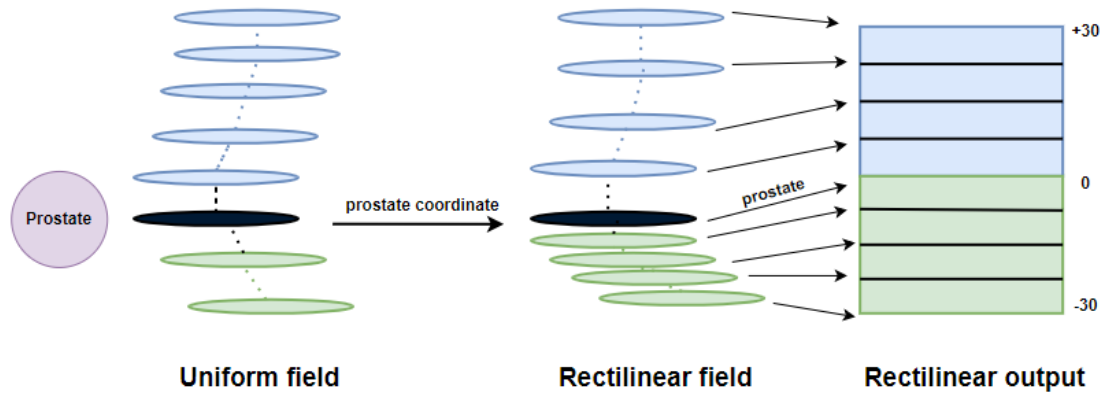 +30
0
-30
Prostate
prostate coordinate
prostate
Uniform field
Rectilinear field
Rectilinear output